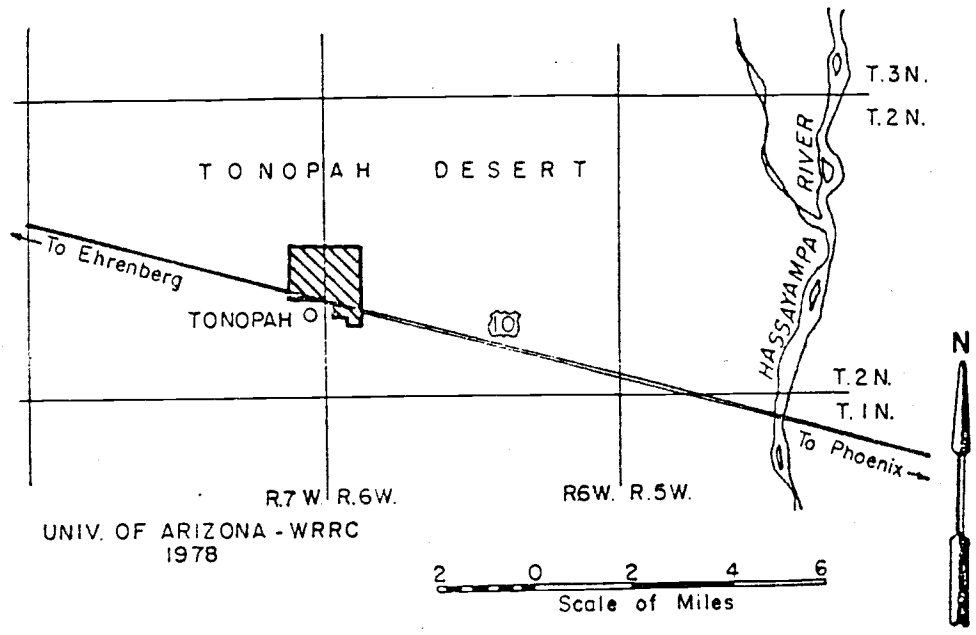 T.3N.
T.2N.
TONOPAH DESERT
HASSAYAMPA RIVER
To Ehrenberg
TONOPAH
10
N
T.2N.
T.1N.
To Phoenix
R.7W. R.6W.
R6W. R.5W.
UNIV. OF ARIZONA - WRRC
1978
2 0 2 4 6
Scale of Miles